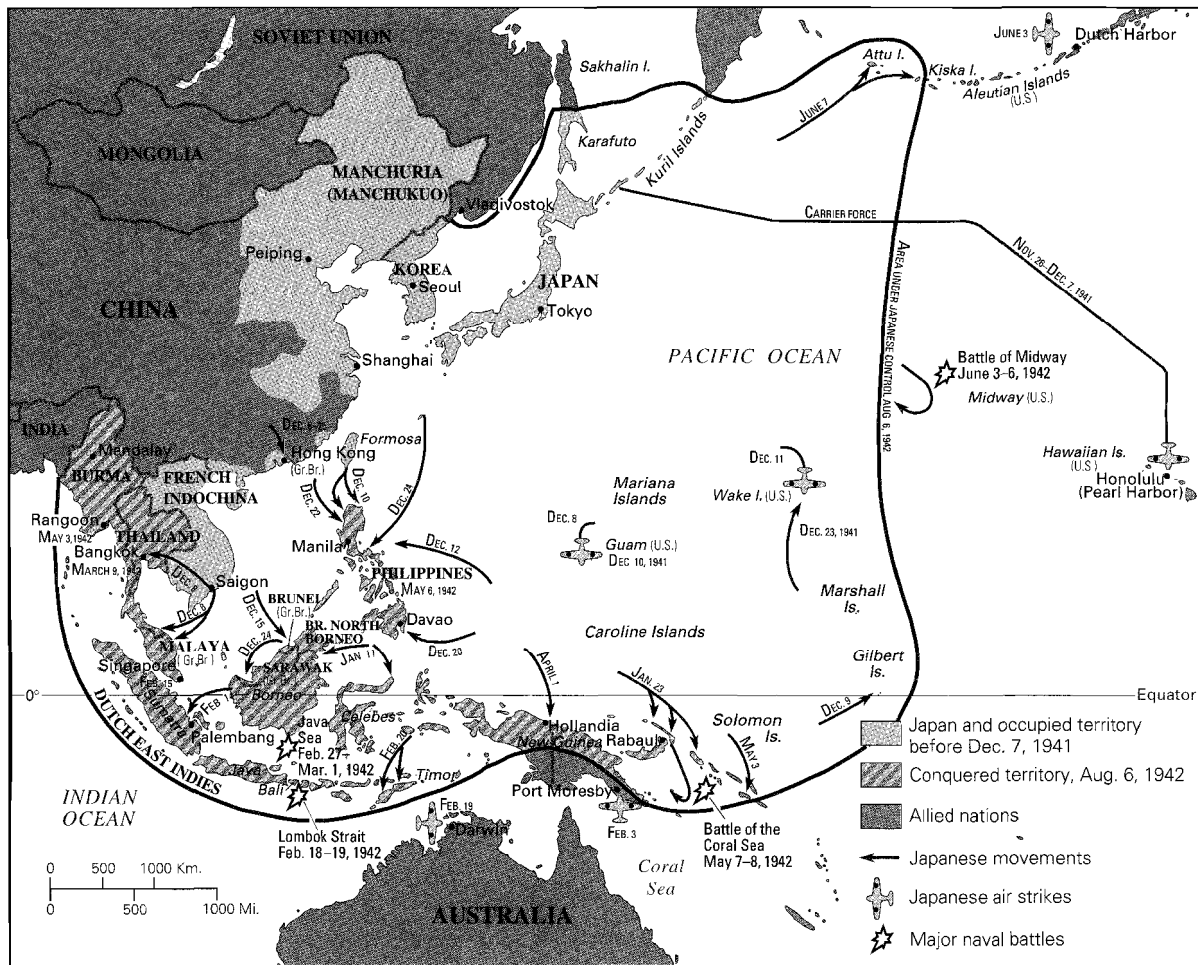 SOVIET UNION
MONGOLIA
MANCHURIA
(MANCHUKUO)
Vladivostok
Sakhalin I.
Karafuto
Kuril Islands
JUNE 7
Attu I.
Kiska I.
Aleutian Islands
(U.S)
JUNE 3
Dutch Harbor
CARRIER FORCE
NOV. 26–DEC. 7, 1941
AREA UNDER JAPANESE CONTROL AUG 6, 1942
Peiping
KOREA
Seoul
JAPAN
Tokyo
CHINA
Shanghai
PACIFIC OCEAN
Battle of Midway
June 3–6, 1942
Midway (U.S.)
Hawaiian Is.
(U.S)
Honolulu
(Pearl Harbor)
INDIA
Mandalay
BURMA
FRENCH
INDOCHINA
Hong Kong
(Gr.Br.)
Formosa
DEC. 22
DEC. 10
DEC. 24
DEC. 11
Wake I. (U.S.)
DEC. 23, 1941
Mariana
Islands
DEC. 8
Guam (U.S.)
DEC 10, 1941
Rangoon
MAY 3, 1942
THAILAND
Bangkok
MARCH 9,
Manila
DEC. 12
PHILIPPINES
MAY 6, 1942
Saigon
DEC. 8
DEC. 8
DEC. 15
BRUNEI
(Gr.Br.)
BR. NORTH
BORNEO
Davao
DEC. 20
DEC. 24
JAN 11
MALAYA
(Gr.Br)
Singapore
FEB. 15
SARAWAK
Borneo
Sumatra
FEB. 14
Palembang
Celebes
Marshall
Is.
Caroline Islands
Gilbert
Is.
DEC. 9
APRIL 1
JAN. 23
0°
Equator
DUTCH EAST INDIES
Java
Sea
Feb. 27–
Mar. 1, 1942
FEB. 20
Hollandia
New Guinea
Rabaul
Solomon
Is.
MAY 3
Java
Bali
Timor
Port Moresby
FEB. 3
INDIAN
OCEAN
Lombok Strait
Feb. 18–19, 1942
FEB. 19
Darwin
Battle of the
Coral Sea
May 7–8, 1942
Coral
Sea
AUSTRALIA
0 500 1000 Km.
0 500 1000 Mi.
Japan and occupied territory
before Dec. 7, 1941
Conquered territory, Aug. 6, 1942
Allied nations
Japanese movements
Japanese air strikes
Major naval battles